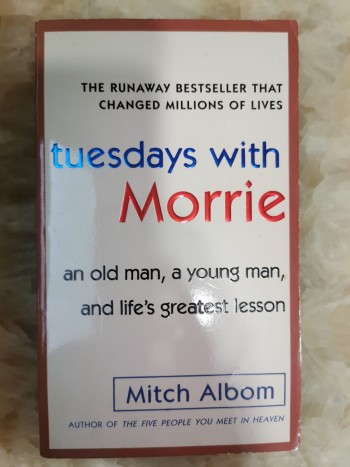 THE RUNAWAY BESTSELLER THAT
CHANGED MILLIONS OF LIVES
tuesdays with
Morrie
an old man, a young man,
and life's greatest lesson
Mitch Albom
AUTHOR OF THE FIVE PEOPLE YOU MEET IN HEAVEN